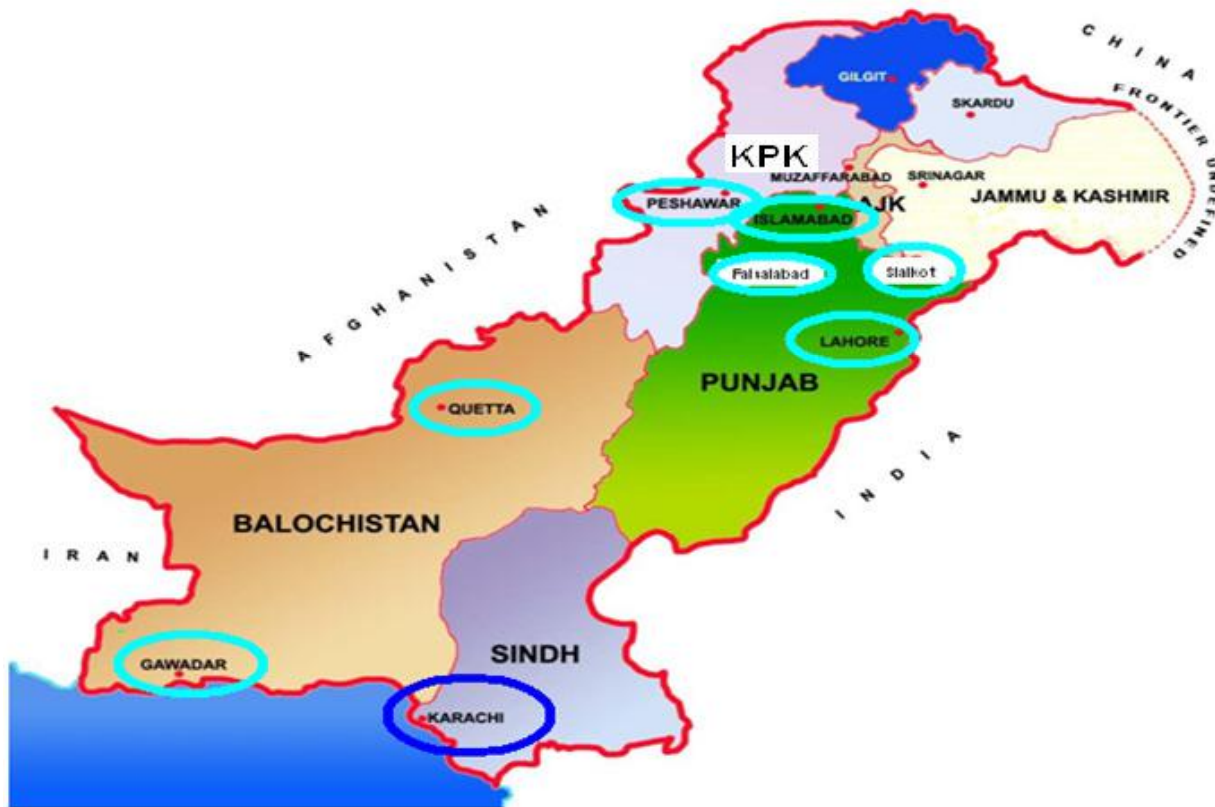 CHINA
FRONTIER UNDEFINED
GILGIT
SKARDU
KPK
MUZAFFARABAD
SRINAGAR
JAMMU & KASHMIR
PESHAWAR
AJK
ISLAMABAD
AFGHANISTAN
Faisalabad
Sialkot
LAHORE
PUNJAB
QUETTA
INDIA
BALOCHISTAN
IRAN
SINDH
GAWADAR
KARACHI